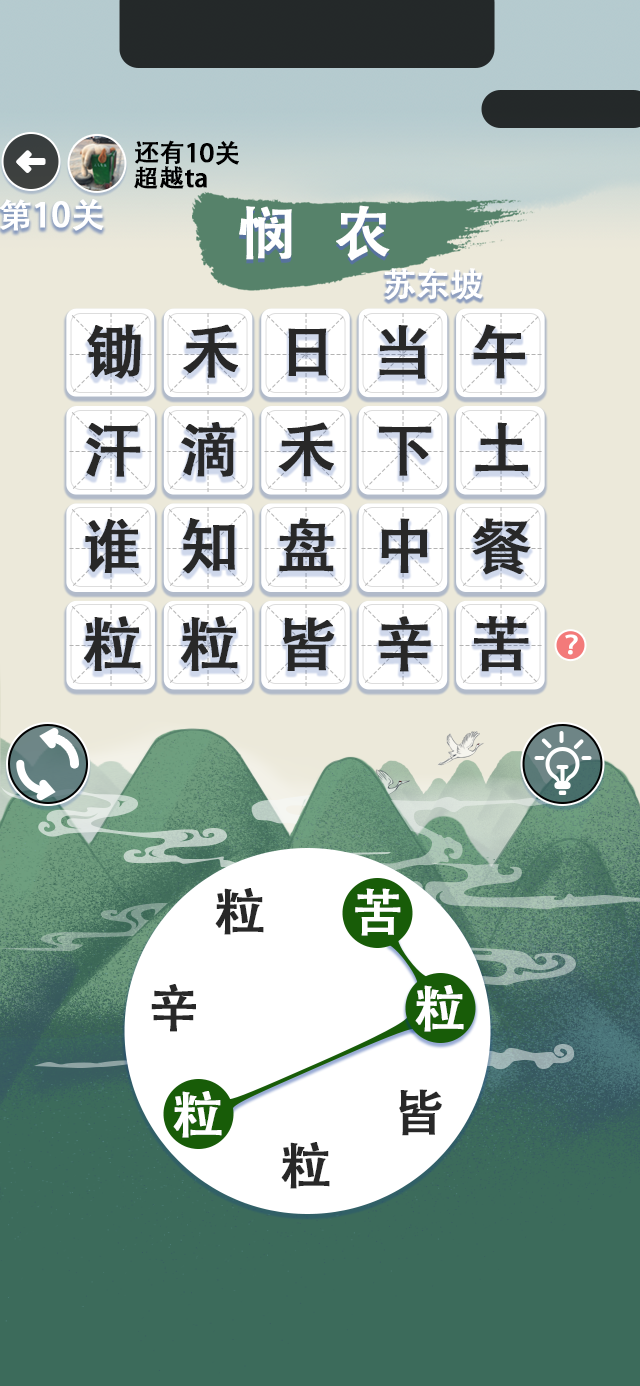 还有10关
超越ta
第10关
悯 农
苏东坡
锄禾日当午
汗滴禾下土
谁知盘中餐
粒粒皆辛苦
?
粒 苦
辛 粒
粒 皆
粒